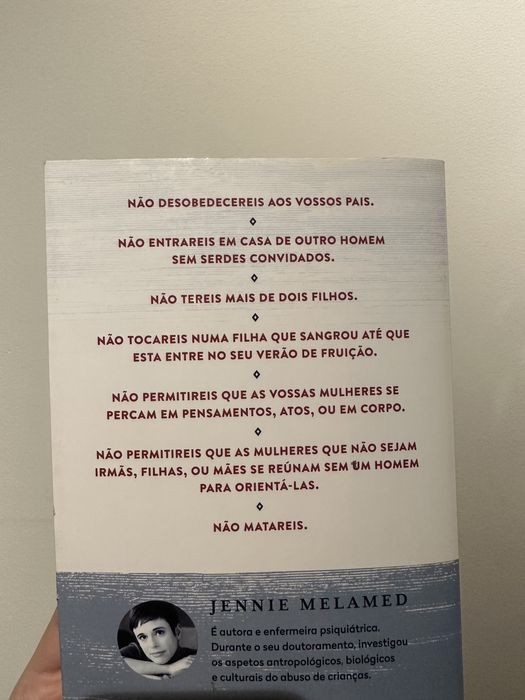 NÃO DESOBEDECEREIS AOS VOSSOS PAIS.
NÃO ENTRAREIS EM CASA DE OUTRO HOMEM
SEM SERDES CONVIDADOS.
NÃO TEREIS MAIS DE DOIS FILHOS.
NÃO TOCAREIS NUMA FILHA QUE SANGROU ATÉ QUE
ESTA ENTRE NO SEU VERÃO DE FRUIÇÃO.
NÃO PERMITIREIS QUE AS VOSSAS MULHERES SE
PERCAM EM PENSAMENTOS, ATOS, OU EM CORPO.
NÃO PERMITIREIS QUE AS MULHERES QUE NÃO SEJAM
IRMÃS, FILHAS, OU MÃES SE REÚNAM SEM UM HOMEM
PARA ORIENTÁ-LAS.
NÃO MATAREIS.
JENNIE MELAMED
É autora e enfermeira psiquiátrica.
Durante o seu doutoramento, investigou
os aspetos antropológicos, biológicos
e culturais do abuso de crianças.